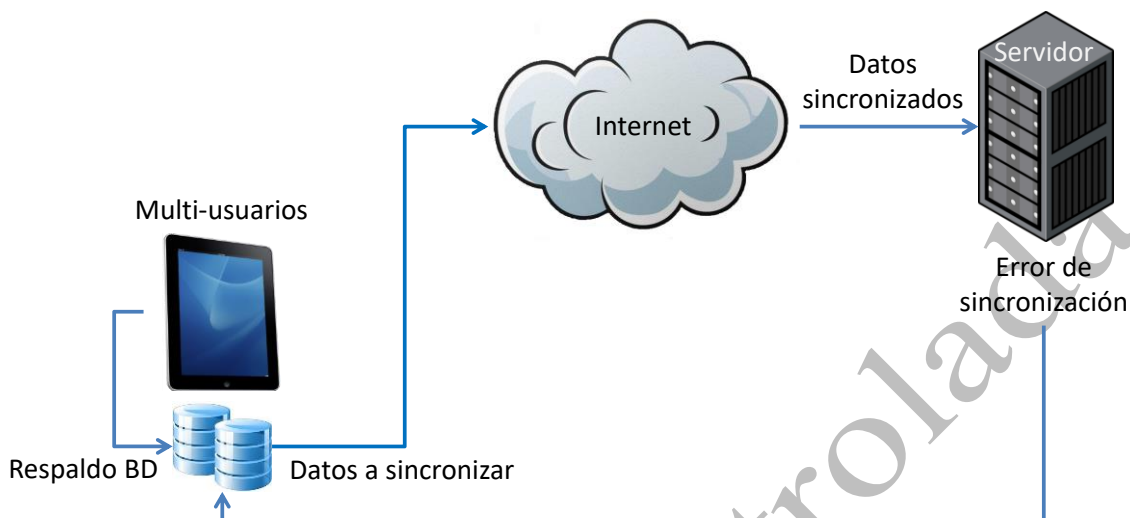 Servidor
Datos
sincronizados
Internet
Multi-usuarios
Error de
sincronización
Respaldo BD
Datos a sincronizar